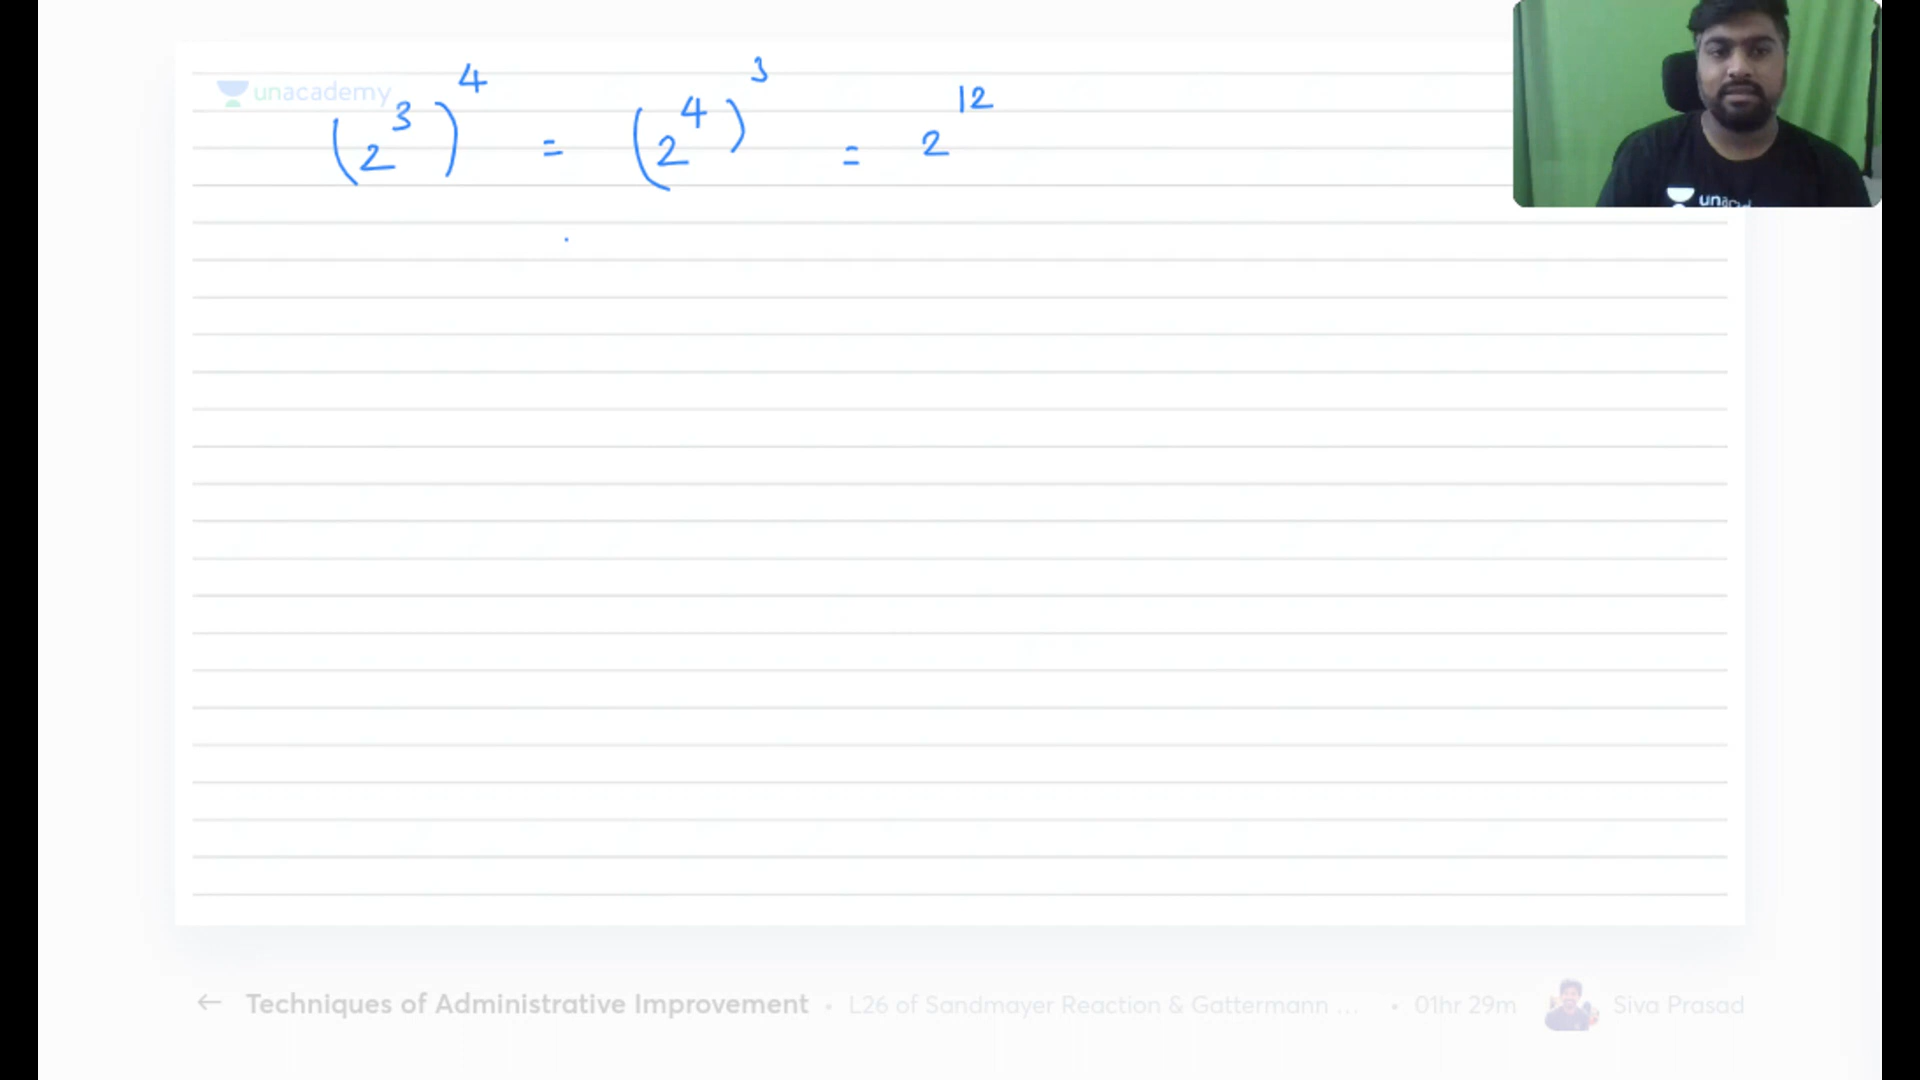 unacademy
(2^3)^4 = (2^4)^3 = 2^12
← Techniques of Administrative Improvement • L26 of Sandmayer Reaction & Gattermann ... • 01hr 29m Siva Prasad